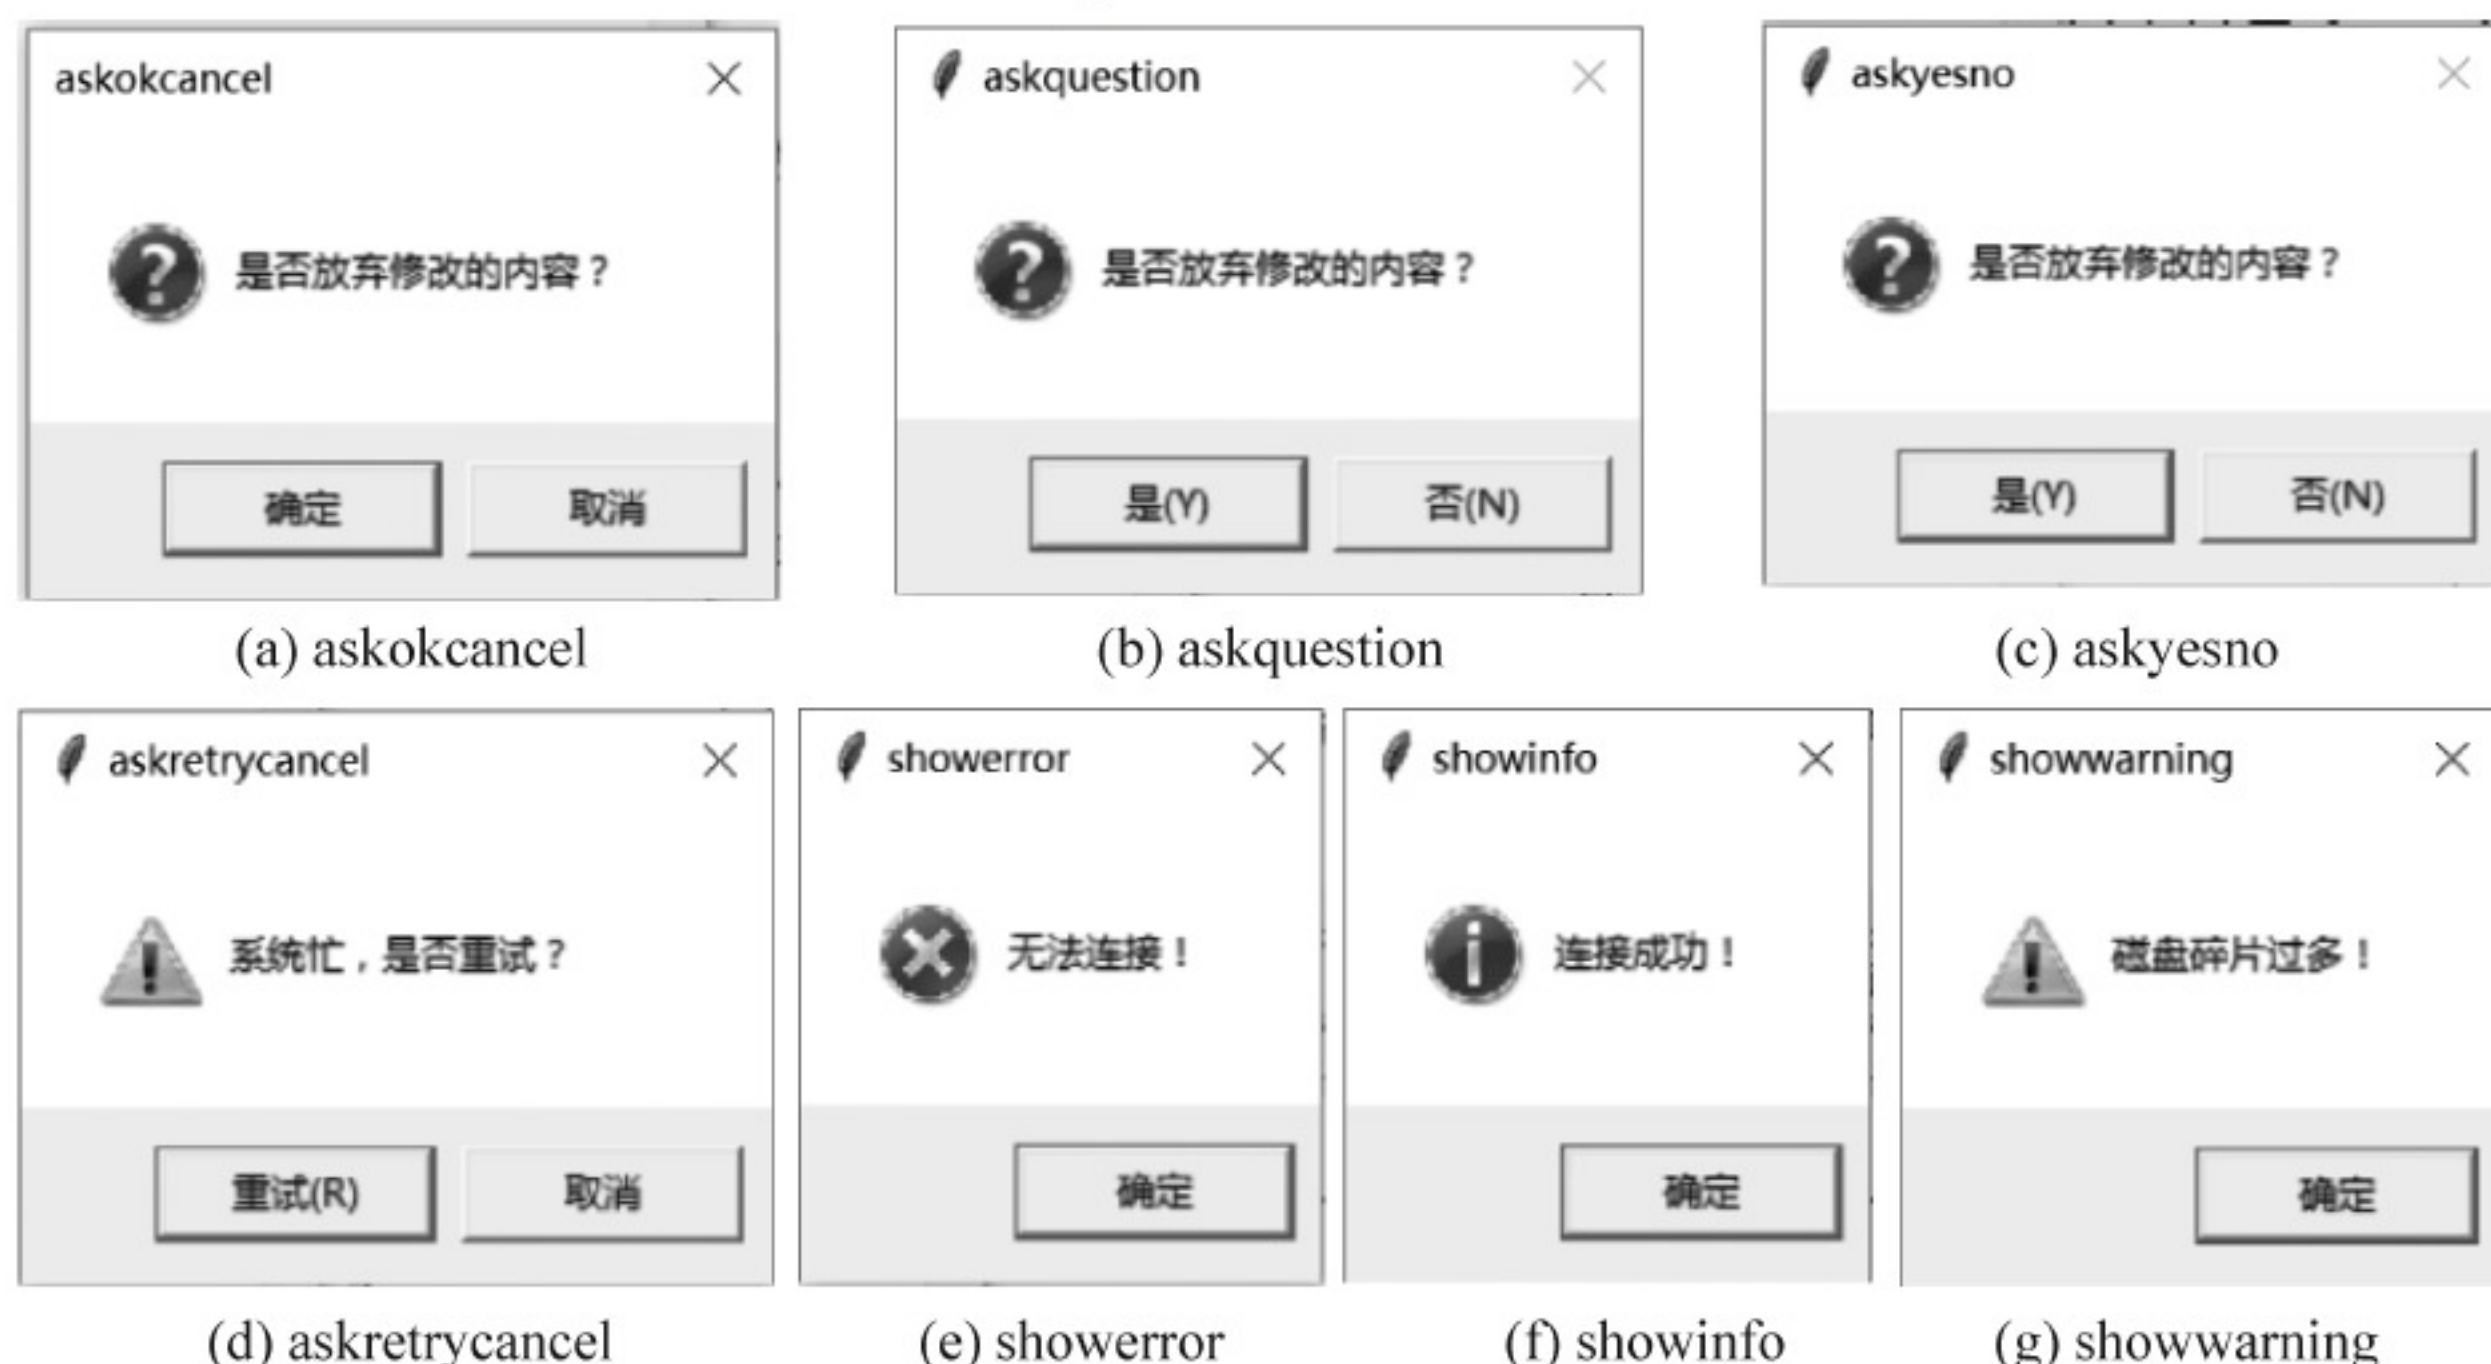 askokcancel
是否放弃修改的内容?
确定 取消
(a) askokcancel
askquestion
是否放弃修改的内容?
是(Y) 否(N)
(b) askquestion
askyesno
是否放弃修改的内容?
是(Y) 否(N)
(c) askyesno
askretrycancel
系统忙,是否重试?
重试(R) 取消
(d) askretrycancel
showerror
无法连接!
确定
(e) showerror
showinfo
连接成功!
确定
(f) showinfo
showwarning
磁盘碎片过多!
确定
(g) showwarning